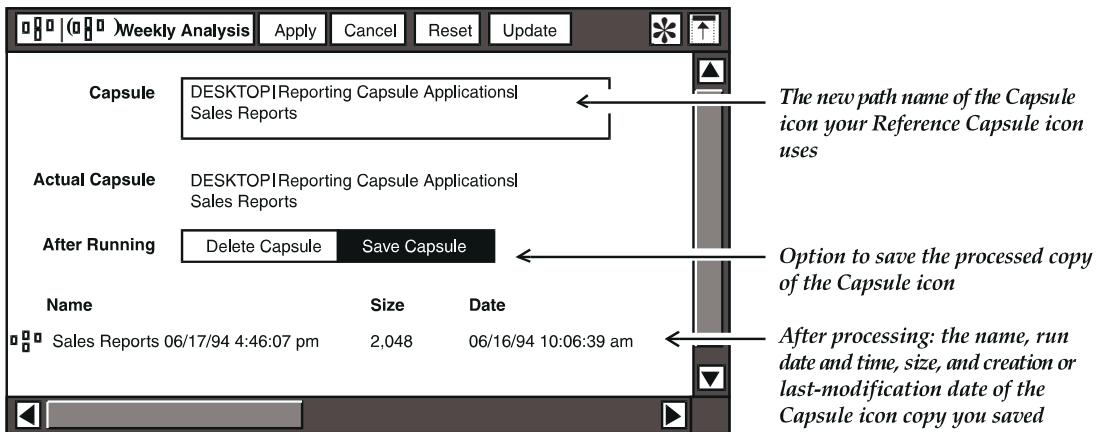 Weekly Analysis Apply Cancel Reset Update
Capsule DESKTOP|Reporting Capsule Applications|
Sales Reports
The new path name of the Capsule
icon your Reference Capsule icon
uses
Actual Capsule DESKTOP|Reporting Capsule Applications|
Sales Reports
After Running Delete Capsule Save Capsule
Option to save the processed copy
of the Capsule icon
Name Size Date
Sales Reports 06/17/94 4:46:07 pm 2,048 06/16/94 10:06:39 am
After processing: the name, run
date and time, size, and creation or
last-modification date of the
Capsule icon copy you saved